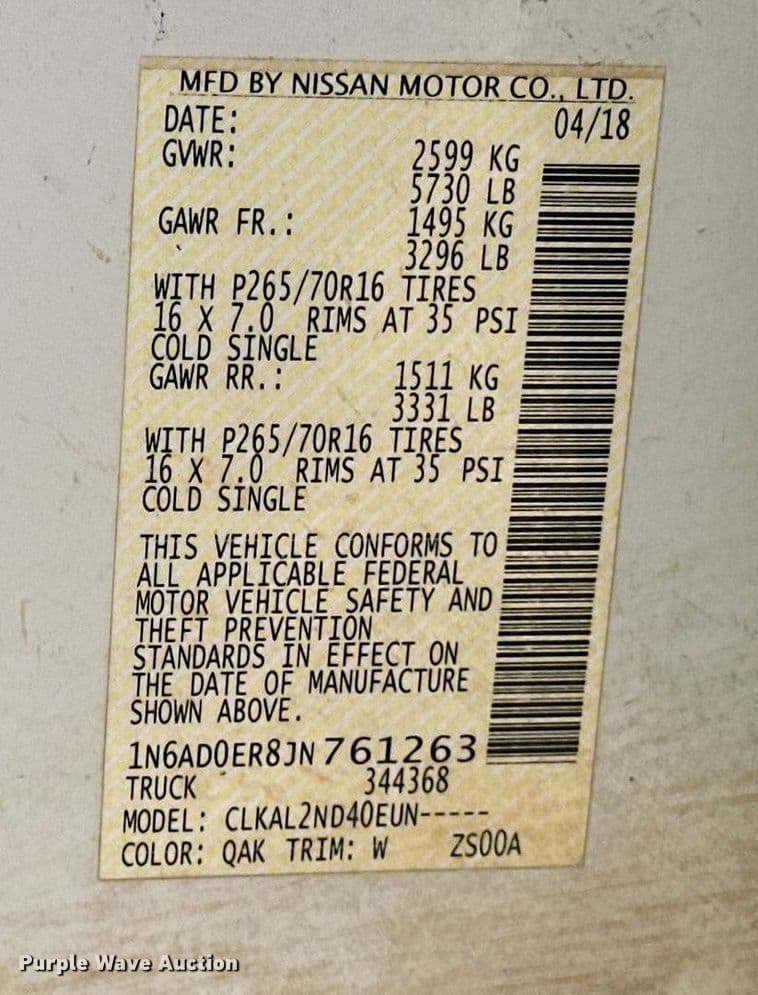 MFD BY NISSAN MOTOR CO., LTD.
DATE: 04/18
GVWR: 2599 KG
5730 LB
GAWR FR.: 1495 KG
3296 LB
WITH P265/70R16 TIRES
16 X 7.0 RIMS AT 35 PSI
COLD SINGLE
GAWR RR.: 1511 KG
3331 LB
WITH P265/70R16 TIRES
16 X 7.0 RIMS AT 35 PSI
COLD SINGLE
THIS VEHICLE CONFORMS TO
ALL APPLICABLE FEDERAL
MOTOR VEHICLE SAFETY AND
THEFT PREVENTION
STANDARDS IN EFFECT ON
THE DATE OF MANUFACTURE
SHOWN ABOVE.
1N6AD0ER8JN761263
TRUCK 344368
MODEL: CLKAL2ND40EUN-----
COLOR: QAK TRIM: W ZS00A
Purple Wave Auction